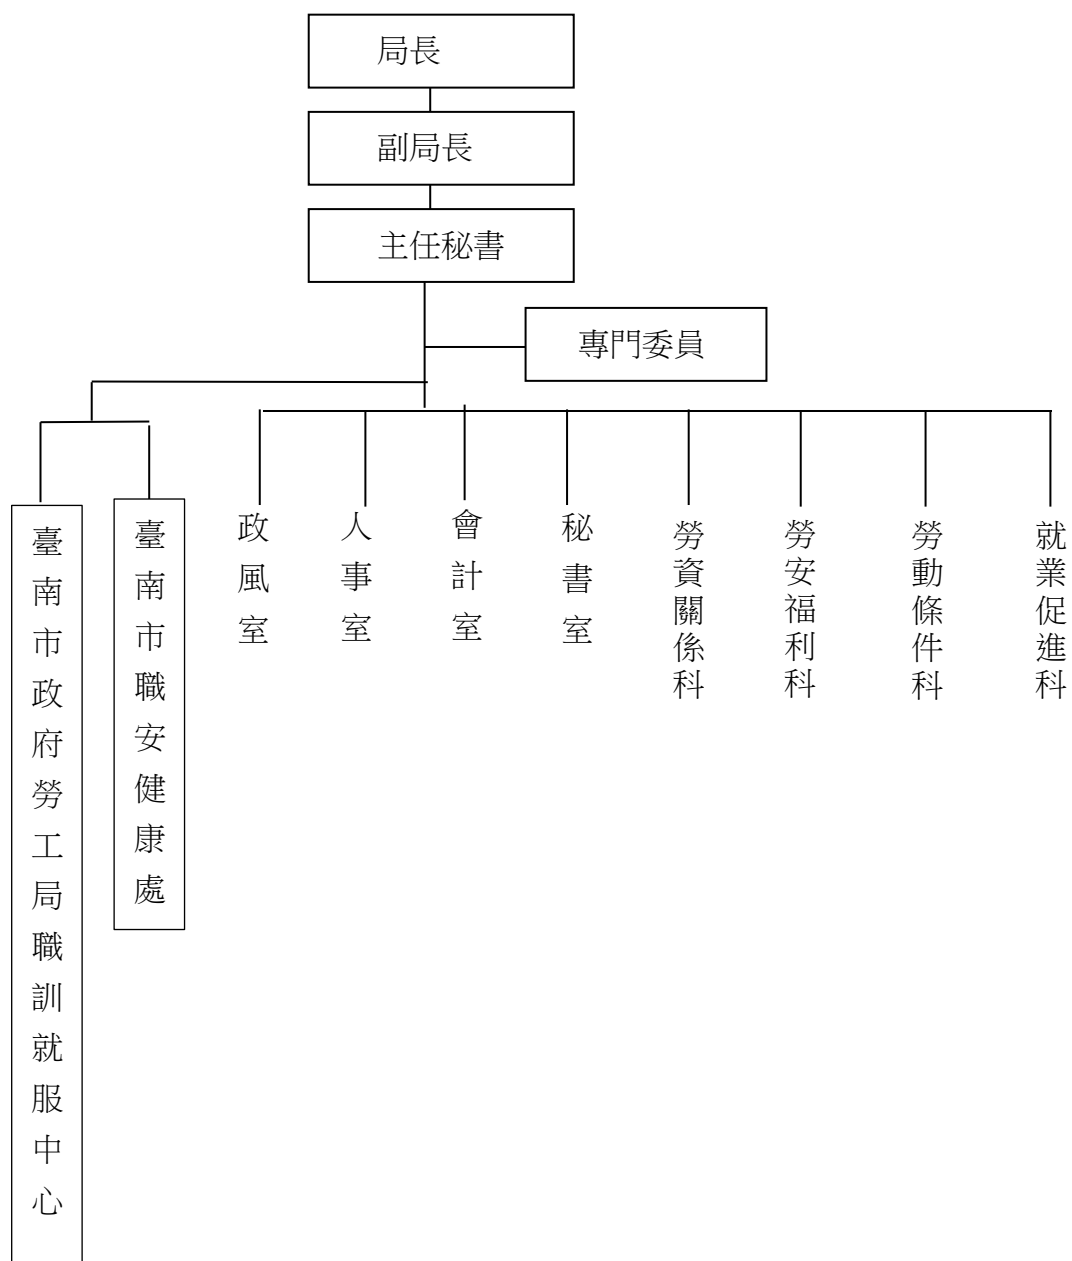 局長
副局長
主任秘書
專門委員
臺南市政府勞工局職訓就服中心
臺南市職安健康處
政風室
人事室
會計室
秘書室
勞資關係科
勞安福利科
勞動條件科
就業促進科